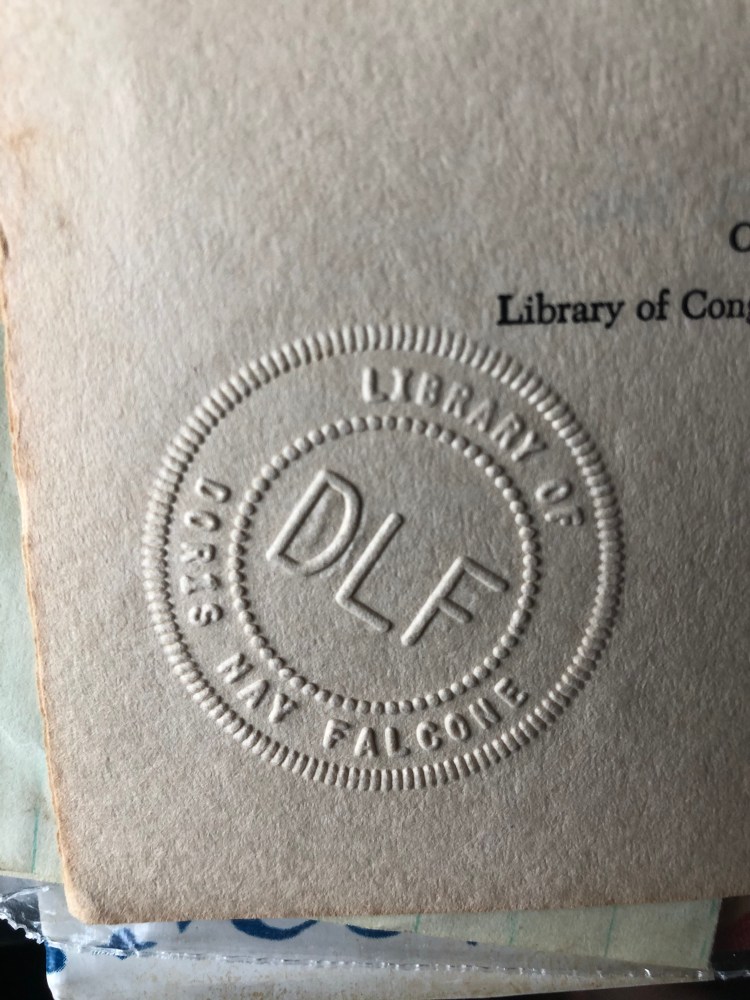 Library of Cong
LIBRARY OF
DLF
DORIS MAY FALCONE